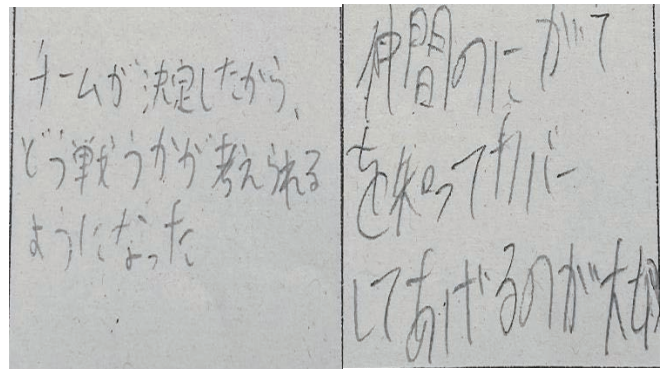 チームが決定したから、
どう戦うかが考えられる
ようになった
仲間のにがて
を知ってカバー
してあげるのが大切